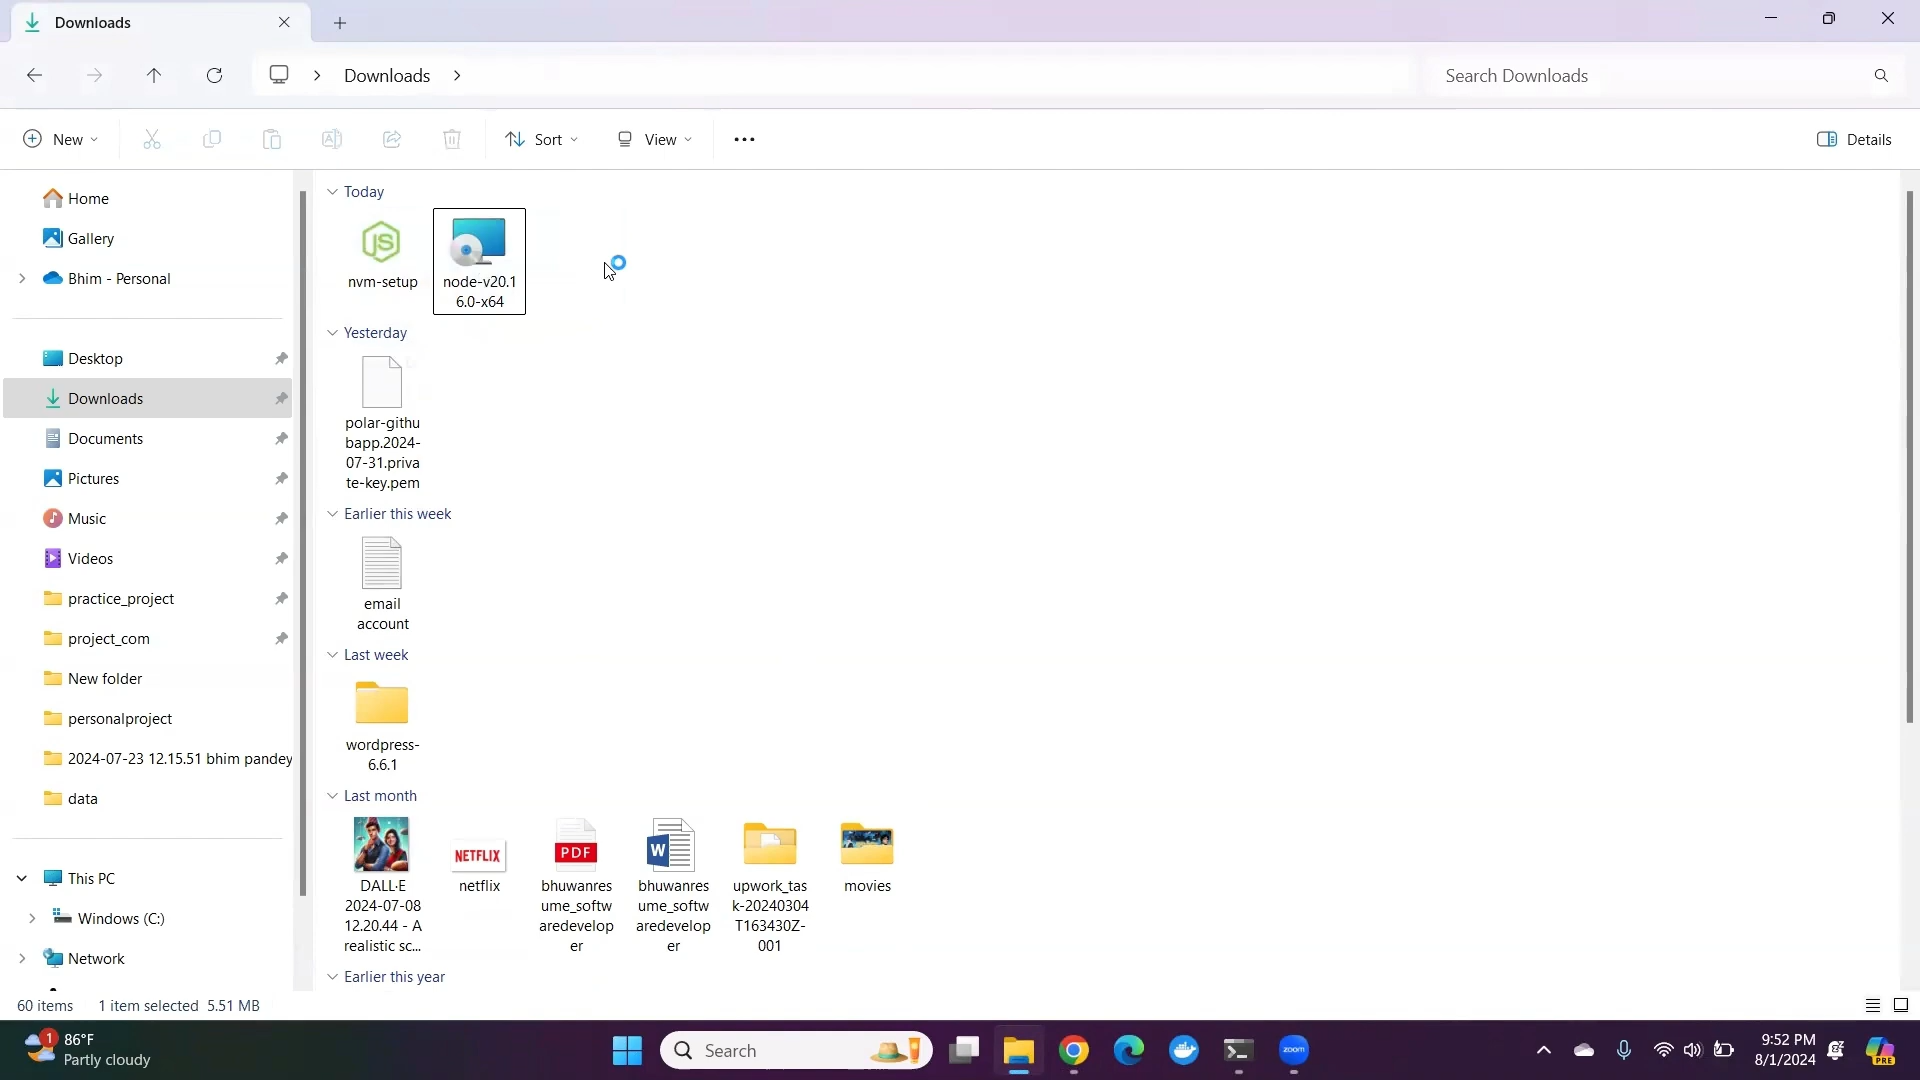 Downloads
Downloads
Search Downloads
New
Sort
View
Details
Home
Gallery
Bhim - Personal
Desktop
Downloads
Documents
Pictures
Music
Videos
practice_project
project_com
New folder
personalproject
2024-07-23 12.15.51 bhim pandey
data
This PC
Windows (C:)
Network
Today
JS
nvm-setup
node-v20.1
6.0-x64
Yesterday
polar-githu
bapp.2024-
07-31.priva
te-key.pem
Earlier this week
email
account
Last week
wordpress-
6.6.1
Last month
DALL·E
2024-07-08
12.20.44 - A
realistic sc...
NETFLIX
netflix
PDF
bhuwanres
ume_softw
aredevelop
er
W
bhuwanres
ume_softw
aredevelop
er
upwork_tas
k-20240304
T163430Z-
001
movies
Earlier this year
60 items
1 item selected 5.51 MB
1
86°F
Partly cloudy
Search
zoom
9:52 PM
8/1/2024
PRE